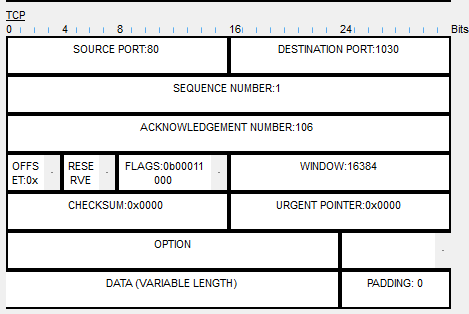 TCP
0 4 8 16 24 Bits
SOURCE PORT:80 DESTINATION PORT:1030
SEQUENCE NUMBER:1
ACKNOWLEDGEMENT NUMBER:106
OFFS RESE FLAGS:0b00011 WINDOW:16384
ET:0x RVE 000
CHECKSUM:0x0000 URGENT POINTER:0x0000
OPTION
DATA (VARIABLE LENGTH) PADDING: 0